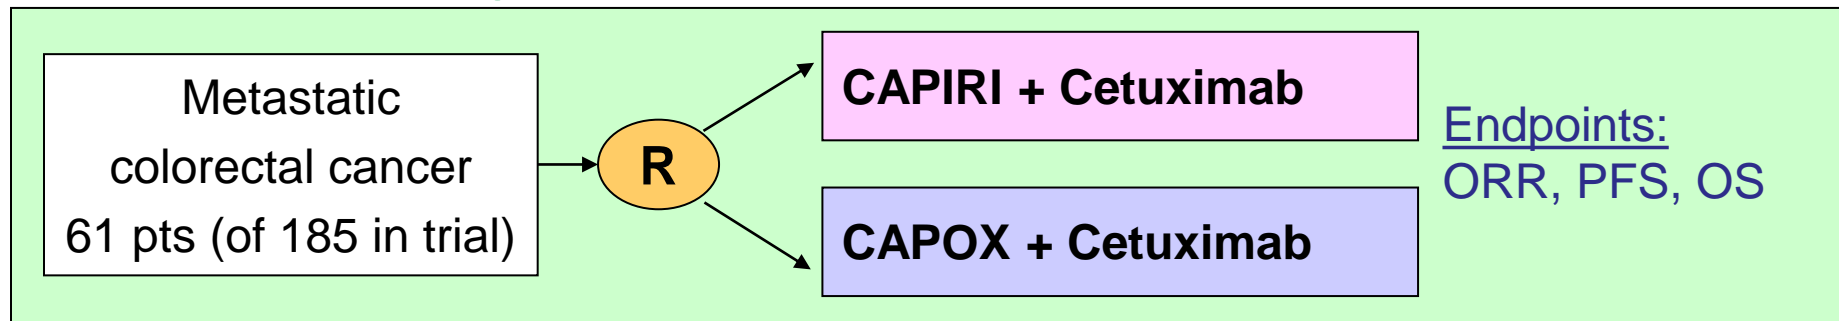 Metastatic
colorectal cancer
61 pts (of 185 in trial)
R
CAPIRI + Cetuximab
CAPOX + Cetuximab
Endpoints:
ORR, PFS, OS